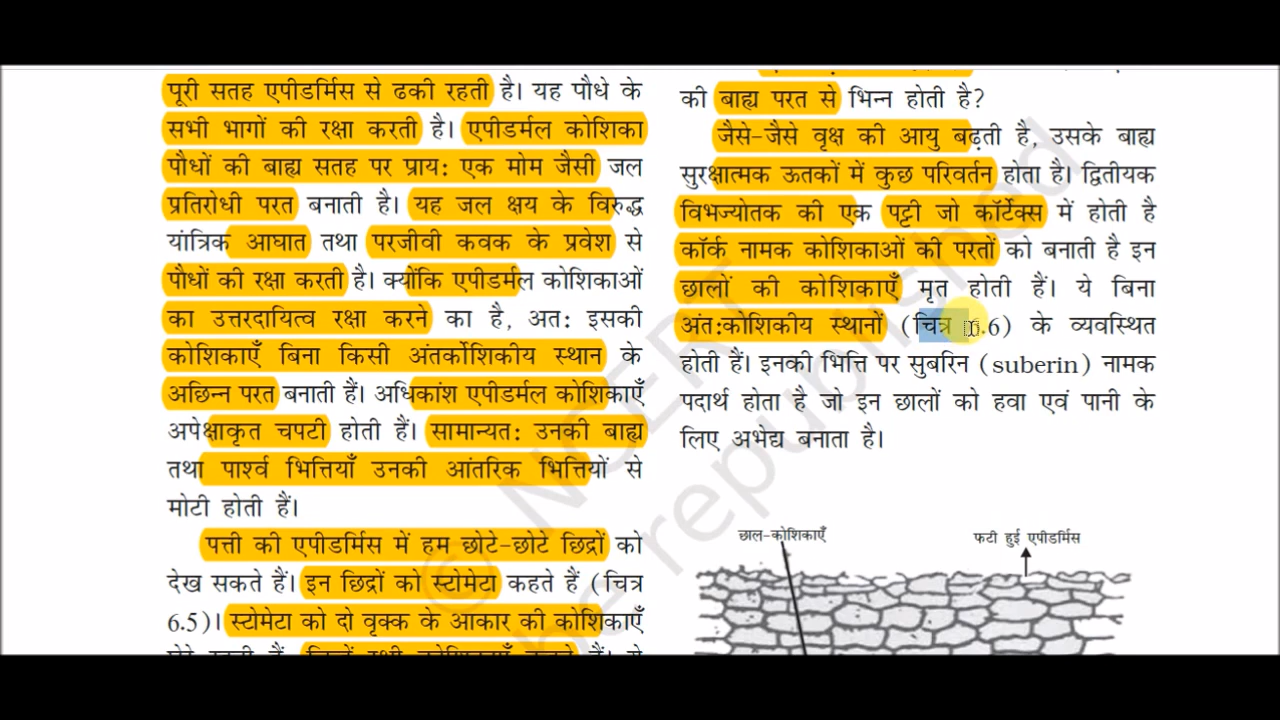 पूरी सतह एपीडर्मिस से ढकी रहती है। यह पौधे के
सभी भागों की रक्षा करती है। एपीडर्मल कोशिका
पौधों की बाह्य सतह पर प्राय: एक मोम जैसी जल
प्रतिरोधी परत बनाती है। यह जल क्षय के विरुद्ध
यांत्रिक आघात तथा परजीवी कवक के प्रवेश से
पौधों की रक्षा करती है। क्योंकि एपीडर्मल कोशिकाओं
का उत्तरदायित्व रक्षा करने का है, अत: इसकी
कोशिकाएँ बिना किसी अंतर्कोशिकीय स्थान के
अछिन्न परत बनाती हैं। अधिकांश एपीडर्मल कोशिकाएँ
अपेक्षाकृत चपटी होती हैं। सामान्यत: उनकी बाह्य
तथा पार्श्व भित्तियाँ उनकी आंतरिक भित्तियों से
मोटी होती हैं।
पत्ती की एपीडर्मिस में हम छोटे-छोटे छिद्रों को
देख सकते हैं। इन छिद्रों को स्टोमेटा कहते हैं (चित्र
6.5)। स्टोमेटा को दो वृक्क के आकार की कोशिकाएँ
की बाह्य परत से भिन्न होती है?
जैसे-जैसे वृक्ष की आयु बढ़ती है, उसके बाह्य
सुरक्षात्मक ऊतकों में कुछ परिवर्तन होता है। द्वितीयक
विभज्योतक की एक पट्टी जो कॉर्टेक्स में होती है
कॉर्क नामक कोशिकाओं की परतों को बनाती है इन
छालों की कोशिकाएँ मृत होती हैं। ये बिना
अंत:कोशिकीय स्थानों (चित्र 6.6) के व्यवस्थित
होती हैं। इनकी भित्ति पर सुबरिन (suberin) नामक
पदार्थ होता है जो इन छालों को हवा एवं पानी के
लिए अभेद्य बनाता है।
छाल-कोशिकाएँ
फटी हुई एपीडर्मिस
© NCERT
be republished